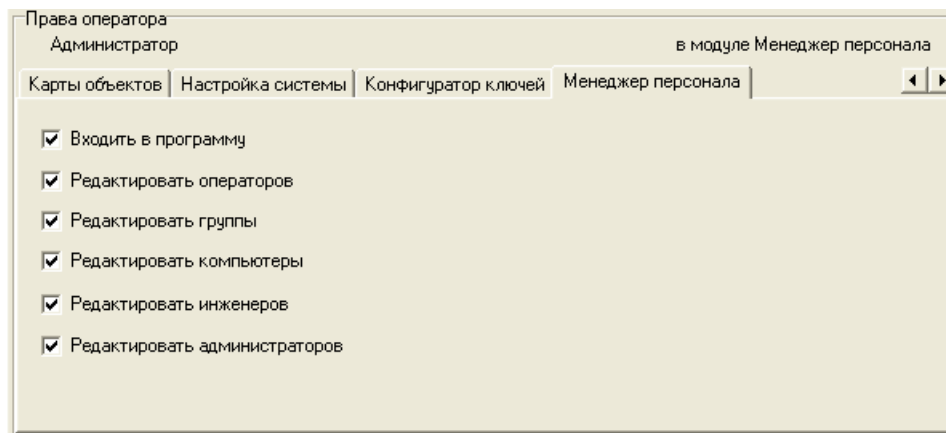 Права оператора
Администратор в модуле Менеджер персонала
Карты объектов Настройка системы Конфигуратор ключей Менеджер персонала
Входить в программу
Редактировать операторов
Редактировать группы
Редактировать компьютеры
Редактировать инженеров
Редактировать администраторов